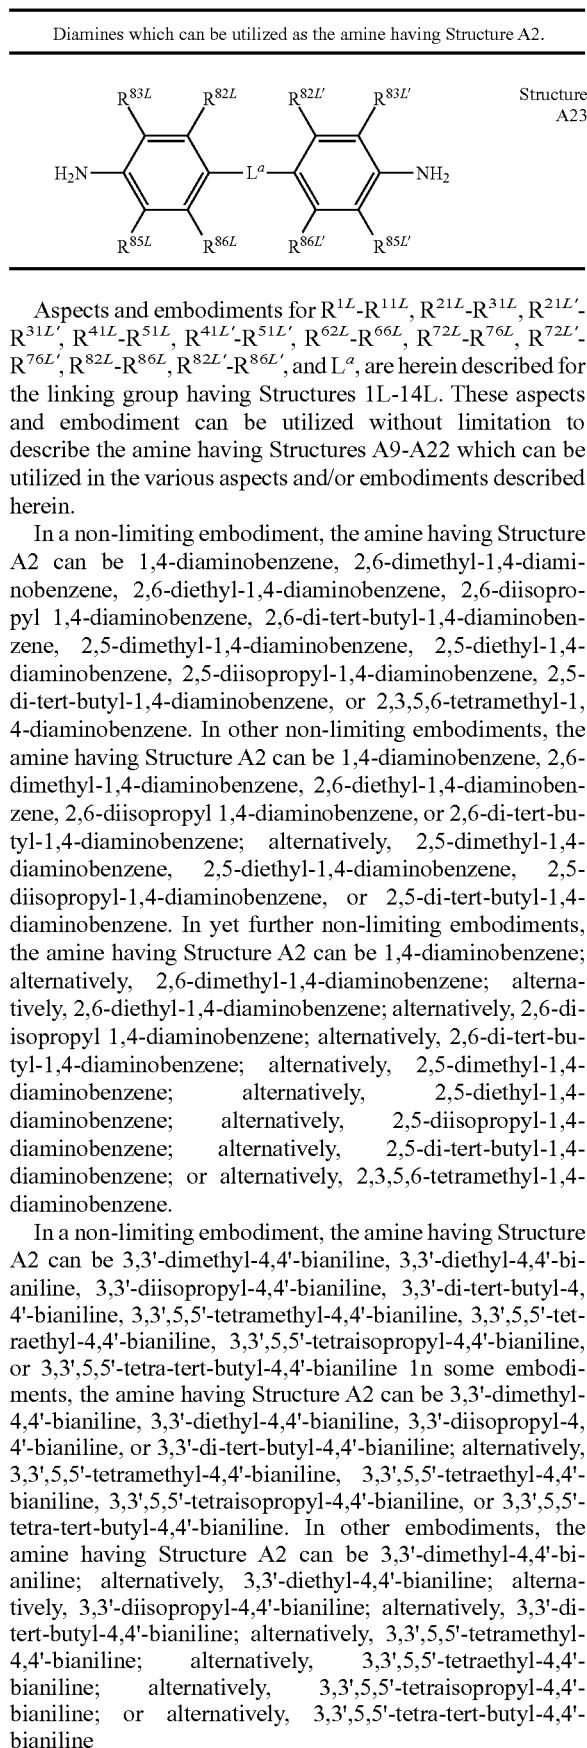 Diamines which can be utilized as the amine having Structure A2.
R83L R82L R82L' R83L' Structure
A23
H2N La NH2
R85L R86L R86L' R85L'
Aspects and embodiments for R1L-R11L, R21L-R31L, R21L'-
R31L', R41L-R51L, R41L'-R51L', R62L-R66L, R72L-R76L, R72L'-
R76L', R82L-R86L, R82L'-R86L', and La, are herein described for
the linking group having Structures 1L-14L. These aspects
and embodiment can be utilized without limitation to
describe the amine having Structures A9-A22 which can be
utilized in the various aspects and/or embodiments described
herein.
In a non-limiting embodiment, the amine having Structure
A2 can be 1,4-diaminobenzene, 2,6-dimethyl-1,4-diami-
nobenzene, 2,6-diethyl-1,4-diaminobenzene, 2,6-diisopro-
pyl 1,4-diaminobenzene, 2,6-di-tert-butyl-1,4-diaminoben-
zene, 2,5-dimethyl-1,4-diaminobenzene, 2,5-diethyl-1,4-
diaminobenzene, 2,5-diisopropyl-1,4-diaminobenzene, 2,5-
di-tert-butyl-1,4-diaminobenzene, or 2,3,5,6-tetramethyl-1,
4-diaminobenzene. In other non-limiting embodiments, the
amine having Structure A2 can be 1,4-diaminobenzene, 2,6-
dimethyl-1,4-diaminobenzene, 2,6-diethyl-1,4-diaminoben-
zene, 2,6-diisopropyl 1,4-diaminobenzene, or 2,6-di-tert-bu-
tyl-1,4-diaminobenzene; alternatively, 2,5-dimethyl-1,4-
diaminobenzene, 2,5-diethyl-1,4-diaminobenzene, 2,5-
diisopropyl-1,4-diaminobenzene, or 2,5-di-tert-butyl-1,4-
diaminobenzene. In yet further non-limiting embodiments,
the amine having Structure A2 can be 1,4-diaminobenzene;
alternatively, 2,6-dimethyl-1,4-diaminobenzene; alterna-
tively, 2,6-diethyl-1,4-diaminobenzene; alternatively, 2,6-di-
isopropyl 1,4-diaminobenzene; alternatively, 2,6-di-tert-bu-
tyl-1,4-diaminobenzene; alternatively, 2,5-dimethyl-1,4-
diaminobenzene; alternatively, 2,5-diethyl-1,4-
diaminobenzene; alternatively, 2,5-diisopropyl-1,4-
diaminobenzene; alternatively, 2,5-di-tert-butyl-1,4-
diaminobenzene; or alternatively, 2,3,5,6-tetramethyl-1,4-
diaminobenzene.
In a non-limiting embodiment, the amine having Structure
A2 can be 3,3'-dimethyl-4,4'-bianiline, 3,3'-diethyl-4,4'-bi-
aniline, 3,3'-diisopropyl-4,4'-bianiline, 3,3'-di-tert-butyl-4,
4'-bianiline, 3,3',5,5'-tetramethyl-4,4'-bianiline, 3,3',5,5'-tet-
raethyl-4,4'-bianiline, 3,3',5,5'-tetraisopropyl-4,4'-bianiline,
or 3,3',5,5'-tetra-tert-butyl-4,4'-bianiline 1n some embodi-
ments, the amine having Structure A2 can be 3,3'-dimethyl-
4,4'-bianiline, 3,3'-diethyl-4,4'-bianiline, 3,3'-diisopropyl-4,
4'-bianiline, or 3,3'-di-tert-butyl-4,4'-bianiline; alternatively,
3,3',5,5'-tetramethyl-4,4'-bianiline, 3,3',5,5'-tetraethyl-4,4'-
bianiline, 3,3',5,5'-tetraisopropyl-4,4'-bianiline, or 3,3',5,5'-
tetra-tert-butyl-4,4'-bianiline. In other embodiments, the
amine having Structure A2 can be 3,3'-dimethyl-4,4'-bi-
aniline; alternatively, 3,3'-diethyl-4,4'-bianiline; alterna-
tively, 3,3'-diisopropyl-4,4'-bianiline; alternatively, 3,3'-di-
tert-butyl-4,4'-bianiline; alternatively, 3,3',5,5'-tetramethyl-
4,4'-bianiline; alternatively, 3,3',5,5'-tetraethyl-4,4'-
bianiline; alternatively, 3,3',5,5'-tetraisopropyl-4,4'-
bianiline; or alternatively, 3,3',5,5'-tetra-tert-butyl-4,4'-
bianiline